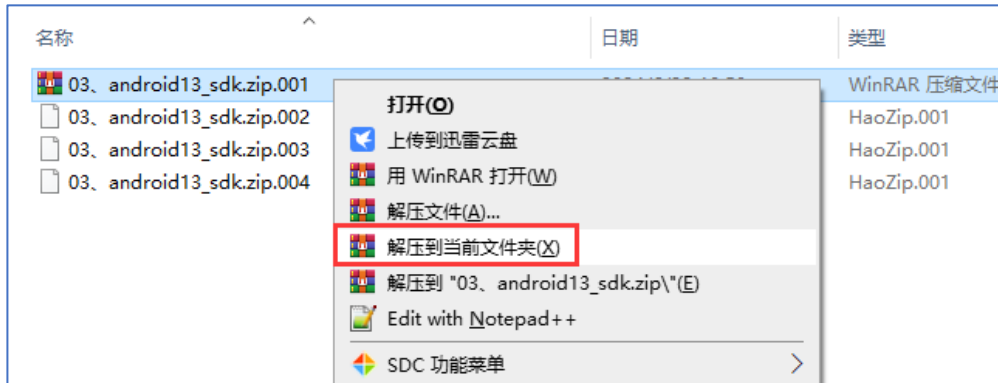 名称 日期 类型
03、android13_sdk.zip.001 WinRAR 压缩文件
03、android13_sdk.zip.002 HaoZip.001
03、android13_sdk.zip.003 HaoZip.001
03、android13_sdk.zip.004 HaoZip.001
打开(O)
上传到迅雷云盘
用 WinRAR 打开(W)
解压文件(A)...
解压到当前文件夹(X)
解压到 "03、android13_sdk.zip\"(E)
Edit with Notepad++
SDC 功能菜单